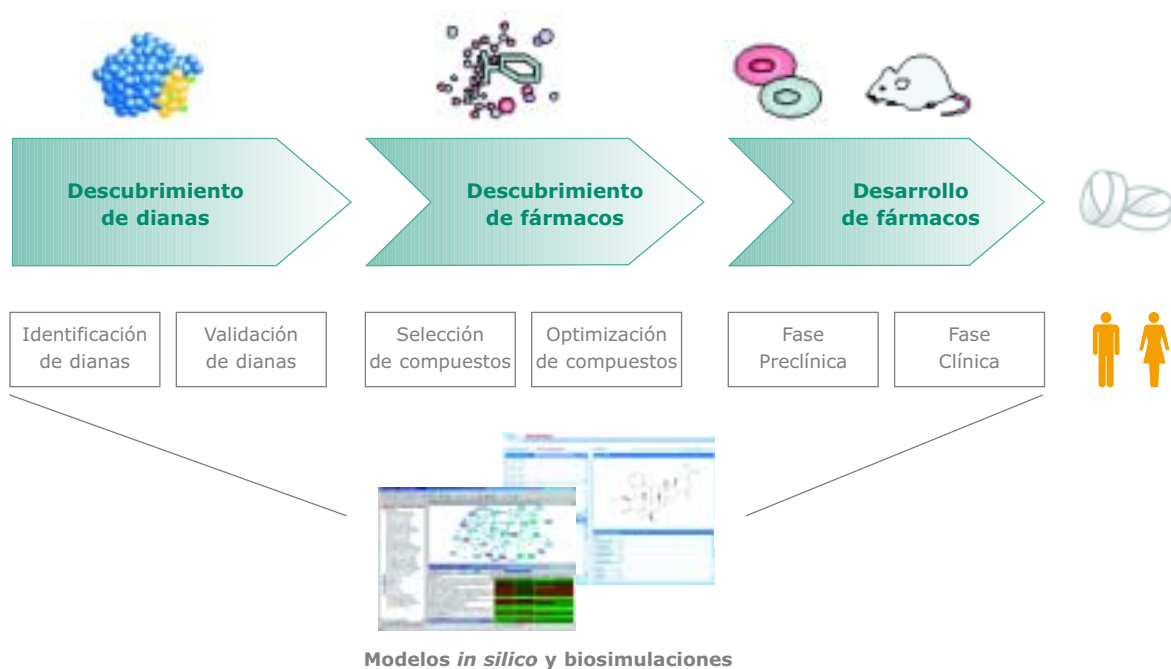 Descubrimiento
de dianas
Descubrimiento
de fármacos
Desarrollo
de fármacos
Identificación
de dianas
Validación
de dianas
Selección
de compuestos
Optimización
de compuestos
Fase
Preclínica
Fase
Clínica
Modelos in silico y biosimulaciones